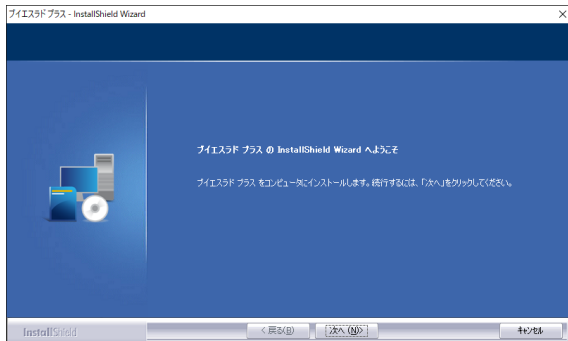 ブイエスラド プラス - InstallShield Wizard
ブイエスラド プラス の InstallShield Wizard へようこそ
ブイエスラド プラス をコンピュータにインストールします。続行するには、「次へ」をクリックしてください。
InstallShield
< 戻る(B)
次へ (N)>
キャンセル